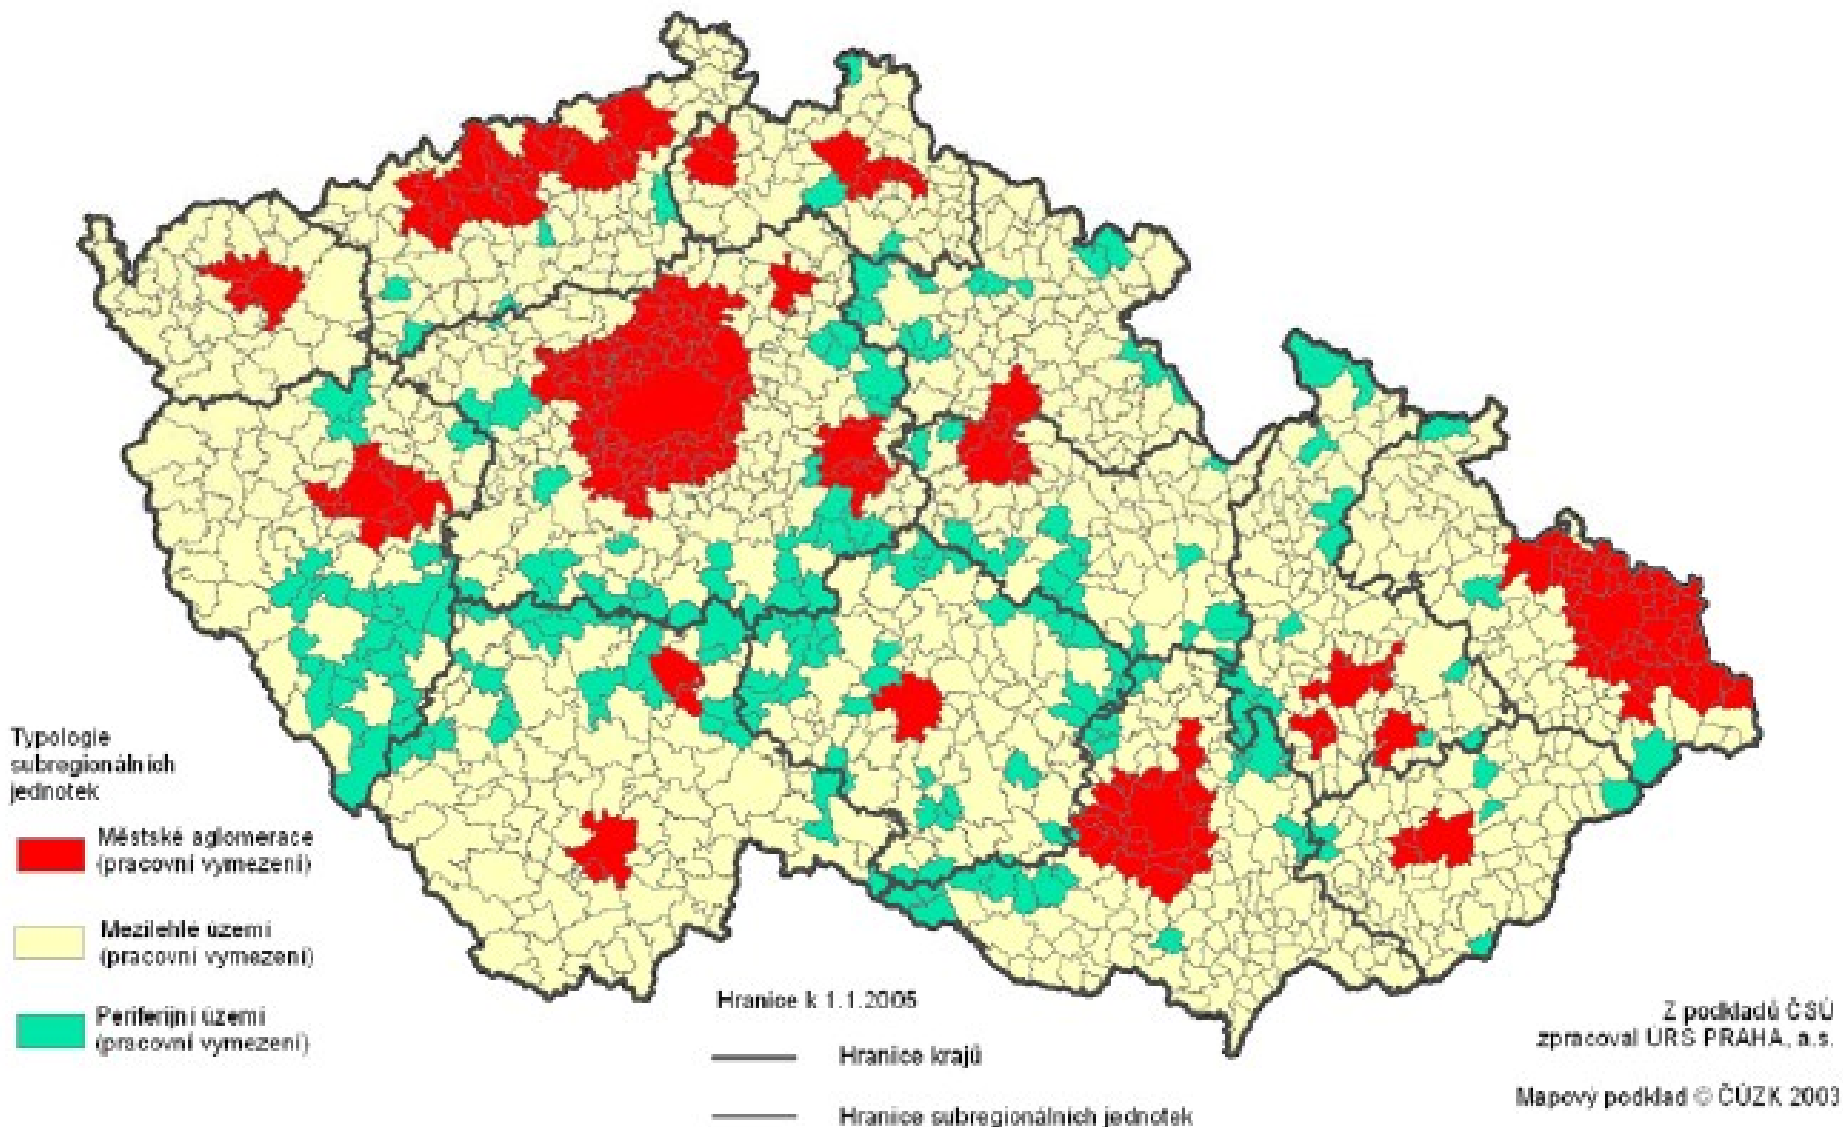 Typologie
subregionálních
jednotek
Městské aglomerace
(pracovní vymezení)
Mezilehlé území
(pracovní vymezení)
Periferijní území
(pracovní vymezení)
Hranice k 1.1.2005
Hranice krajů
Hranice subregionálních jednotek
Z podkladů ČSÚ
zpracoval ÚRS PRAHA, a.s.
Mapový podklad © ČÚZK 2003